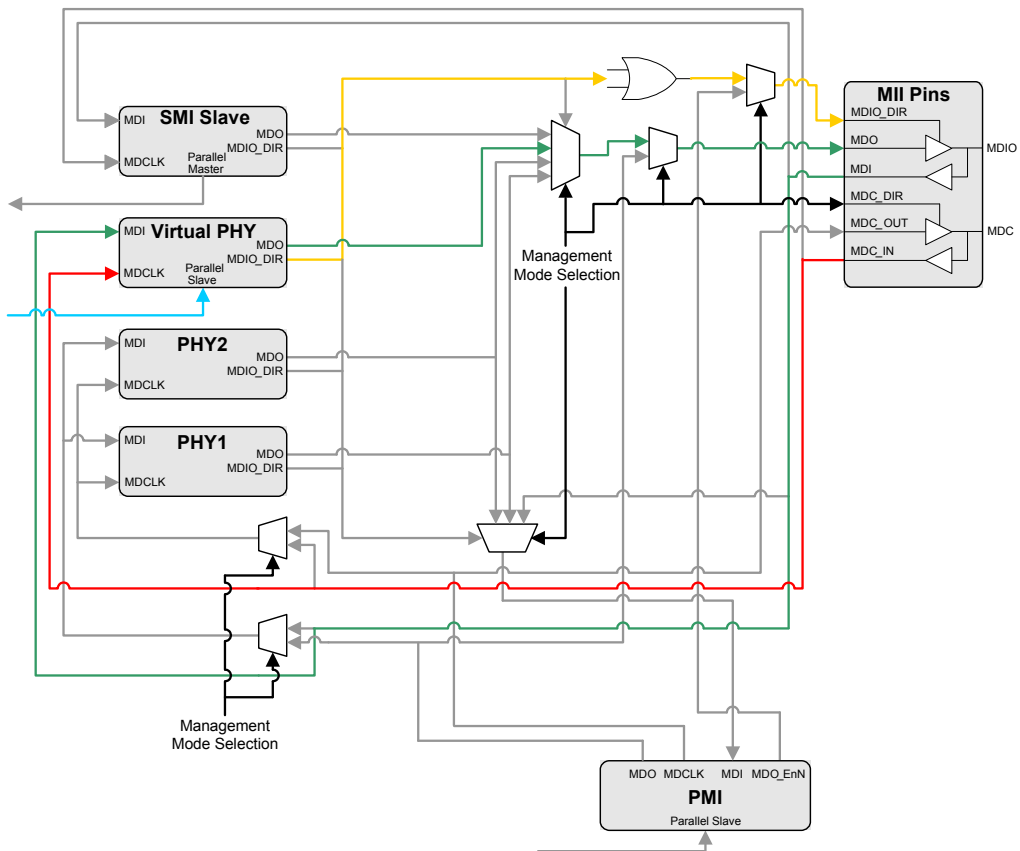 SMI Slave
MDI
MDO
MDIO_DIR
MDCLK
Parallel
Master
Virtual PHY
MDI
MDO
MDIO_DIR
MDCLK
Parallel
Slave
PHY2
MDI
MDO
MDIO_DIR
MDCLK
PHY1
MDI
MDO
MDIO_DIR
MDCLK
Management
Mode Selection
MII Pins
MDIO_DIR
MDO
MDIO
MDI
MDC_DIR
MDC_OUT
MDC
MDC_IN
Management
Mode Selection
MDO MDCLK MDI MDO_EnN
PMI
Parallel Slave